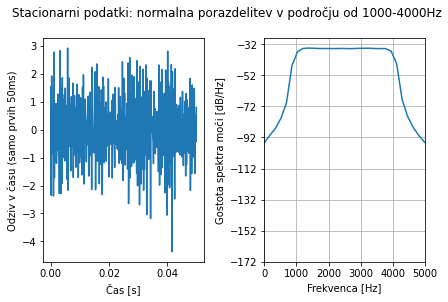 Stacionarni podatki: normalna porazdelitev v področju od 1000-4000Hz
Odziv v času (samo prvih 50ms)
3
2
1
0
−1
−2
−3
−4
0.00 0.02 0.04
Čas [s]
Gostota spektra moči [dB/Hz]
−32
−52
−72
−92
−112
−132
−152
−172
0 1000 2000 3000 4000 5000
Frekvenca [Hz]